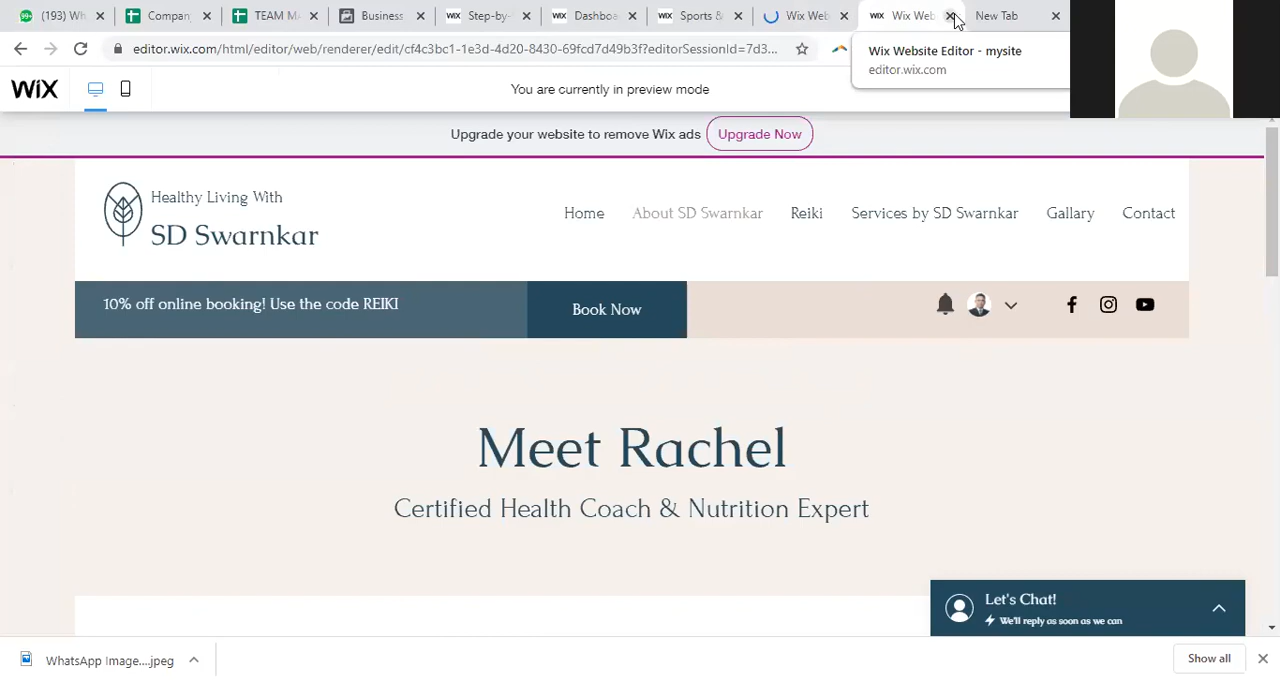 (193) Wh
Compan
TEAM M
Business
WiX Step-by-
WiX Dashboa
WiX Sports &
Wix Web
WiX Wix Web
New Tab
editor.wix.com/html/editor/web/renderer/edit/cf4c3bc1-1e3d-4d20-8430-69fcd7d49b3f?editorSessionId=7d3...
Wix Website Editor - mysite
editor.wix.com
WiX
You are currently in preview mode
Upgrade your website to remove Wix ads Upgrade Now
Healthy Living With
SD Swarnkar
Home About SD Swarnkar Reiki Services by SD Swarnkar Gallary Contact
10% off online booking! Use the code REIKI
Book Now
Meet Rachel
Certified Health Coach & Nutrition Expert
Let's Chat!
We'll reply as soon as we can
WhatsApp Image....jpeg
Show all